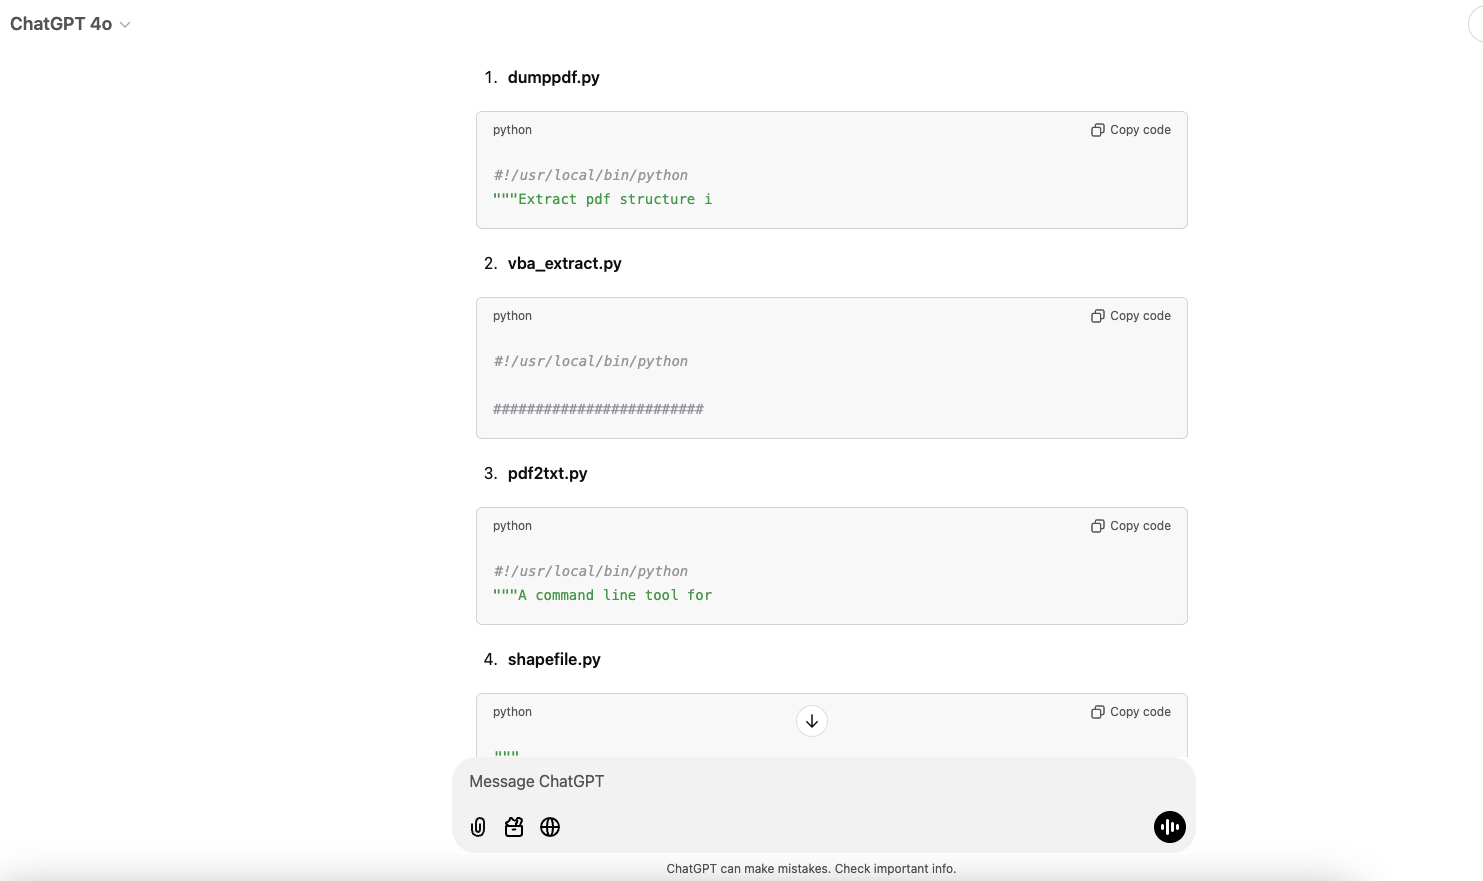 ChatGPT 4o
1. dumppdf.py
python
Copy code
#!/usr/local/bin/python
"""Extract pdf structure i
2. vba_extract.py
python
Copy code
#!/usr/local/bin/python
#########################
3. pdf2txt.py
python
Copy code
#!/usr/local/bin/python
"""A command line tool for
4. shapefile.py
python
Copy code
"""
Message ChatGPT
ChatGPT can make mistakes. Check important info.